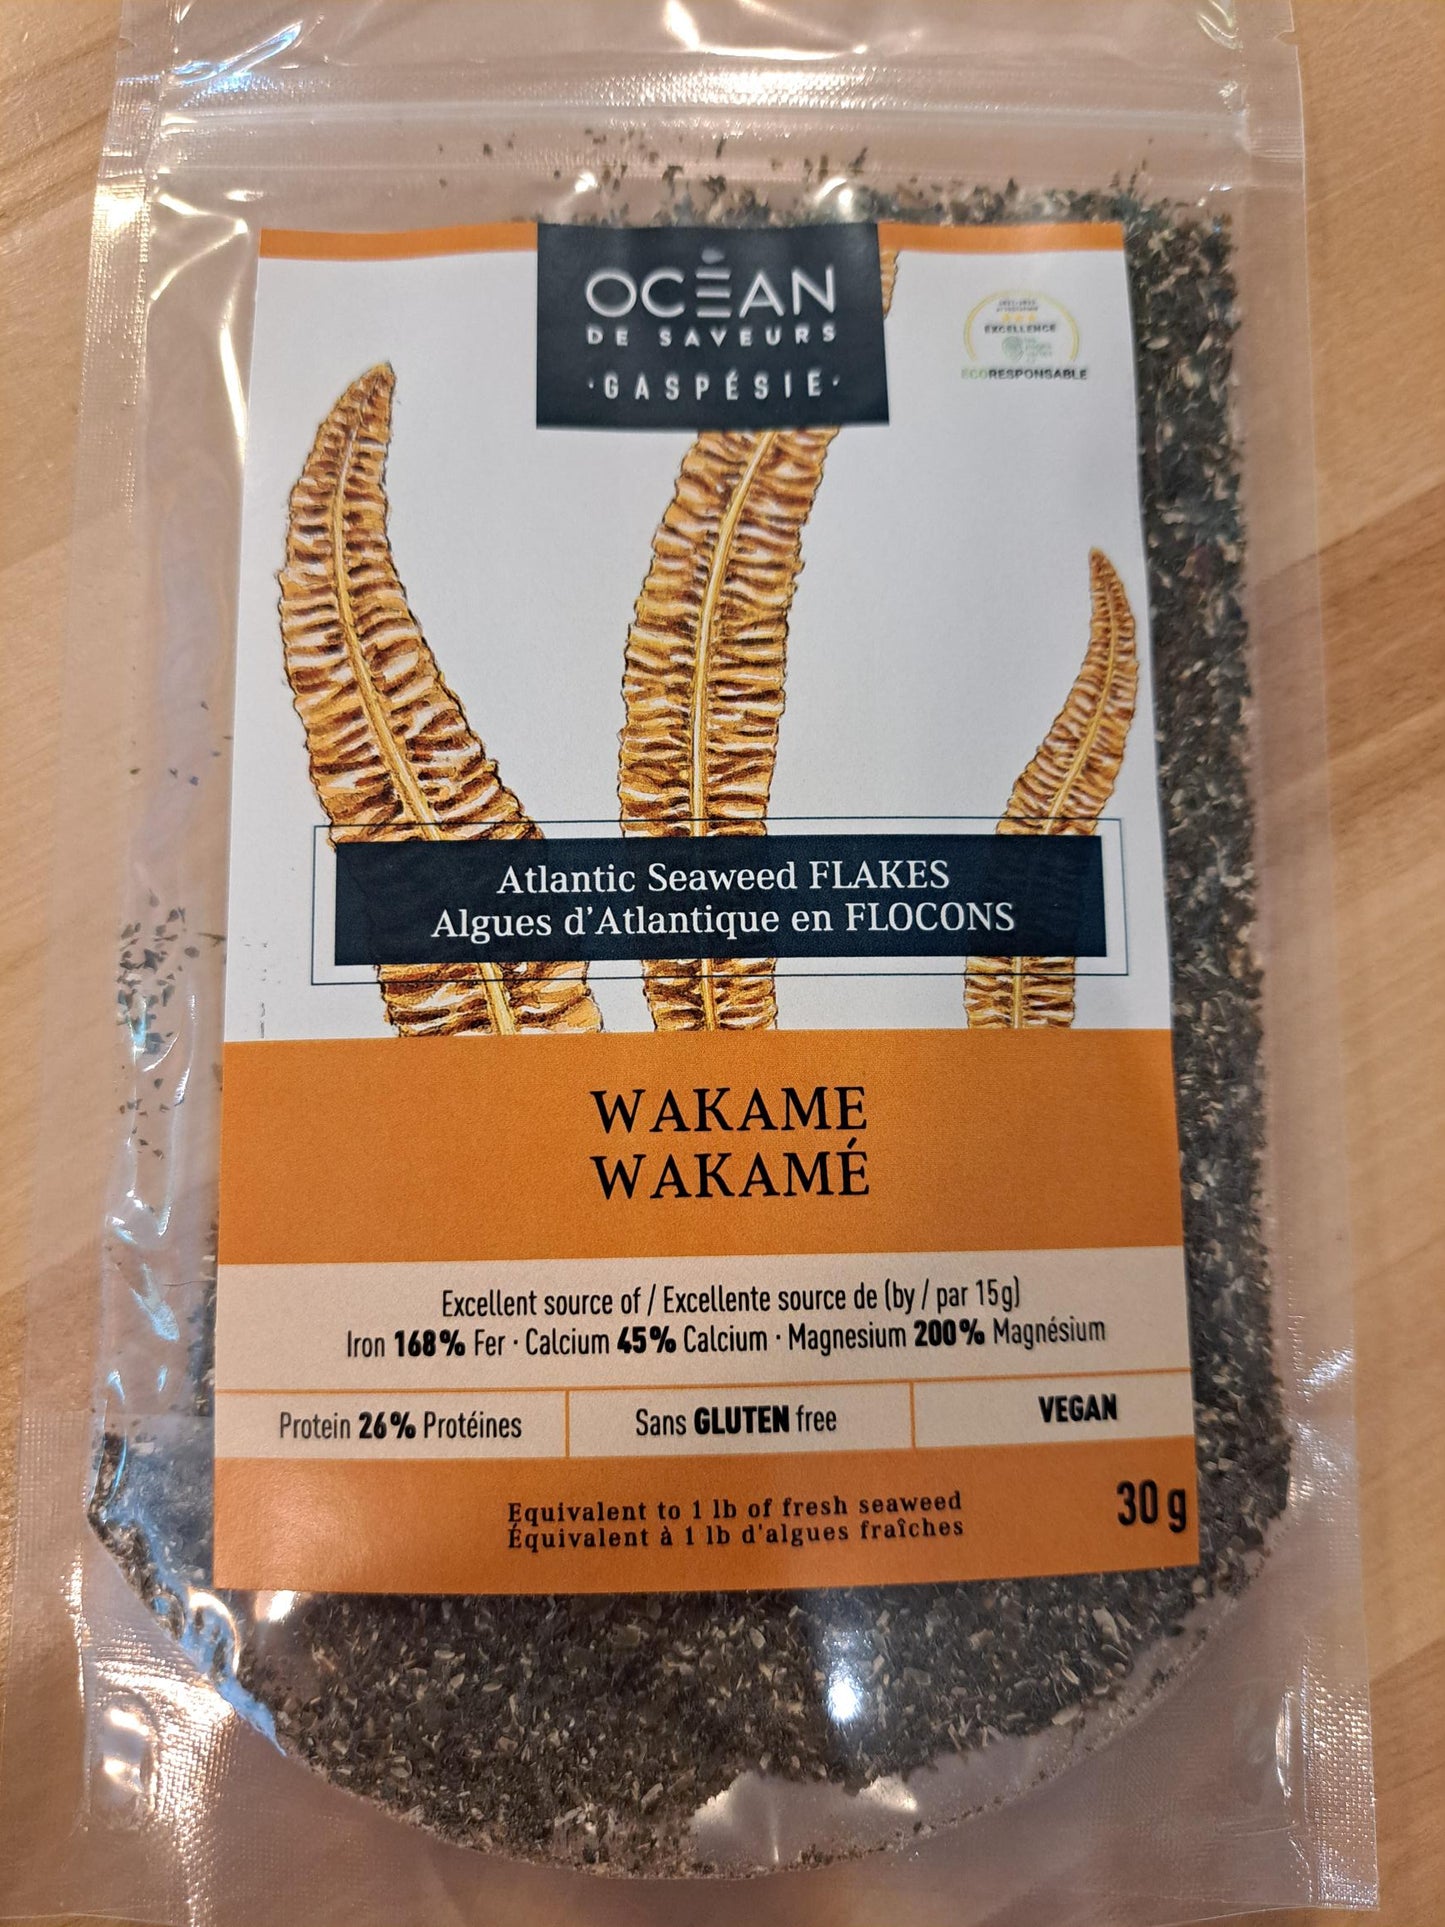 OCÉAN
DE SAVEURS
·GASPÉSIE·
EXCELLENCE
ECORESPONSABLE
Atlantic Seaweed FLAKES
Algues d'Atlantique en FLOCONS
WAKAME
WAKAMÉ
Excellent source of / Excellente source de (by / par 15g)
Iron 168% Fer · Calcium 45% Calcium · Magnesium 200% Magnésium
Protein 26% Protéines
Sans GLUTEN free
VEGAN
Equivalent to 1 lb of fresh seaweed
Équivalent à 1 lb d'algues fraîches
30 g